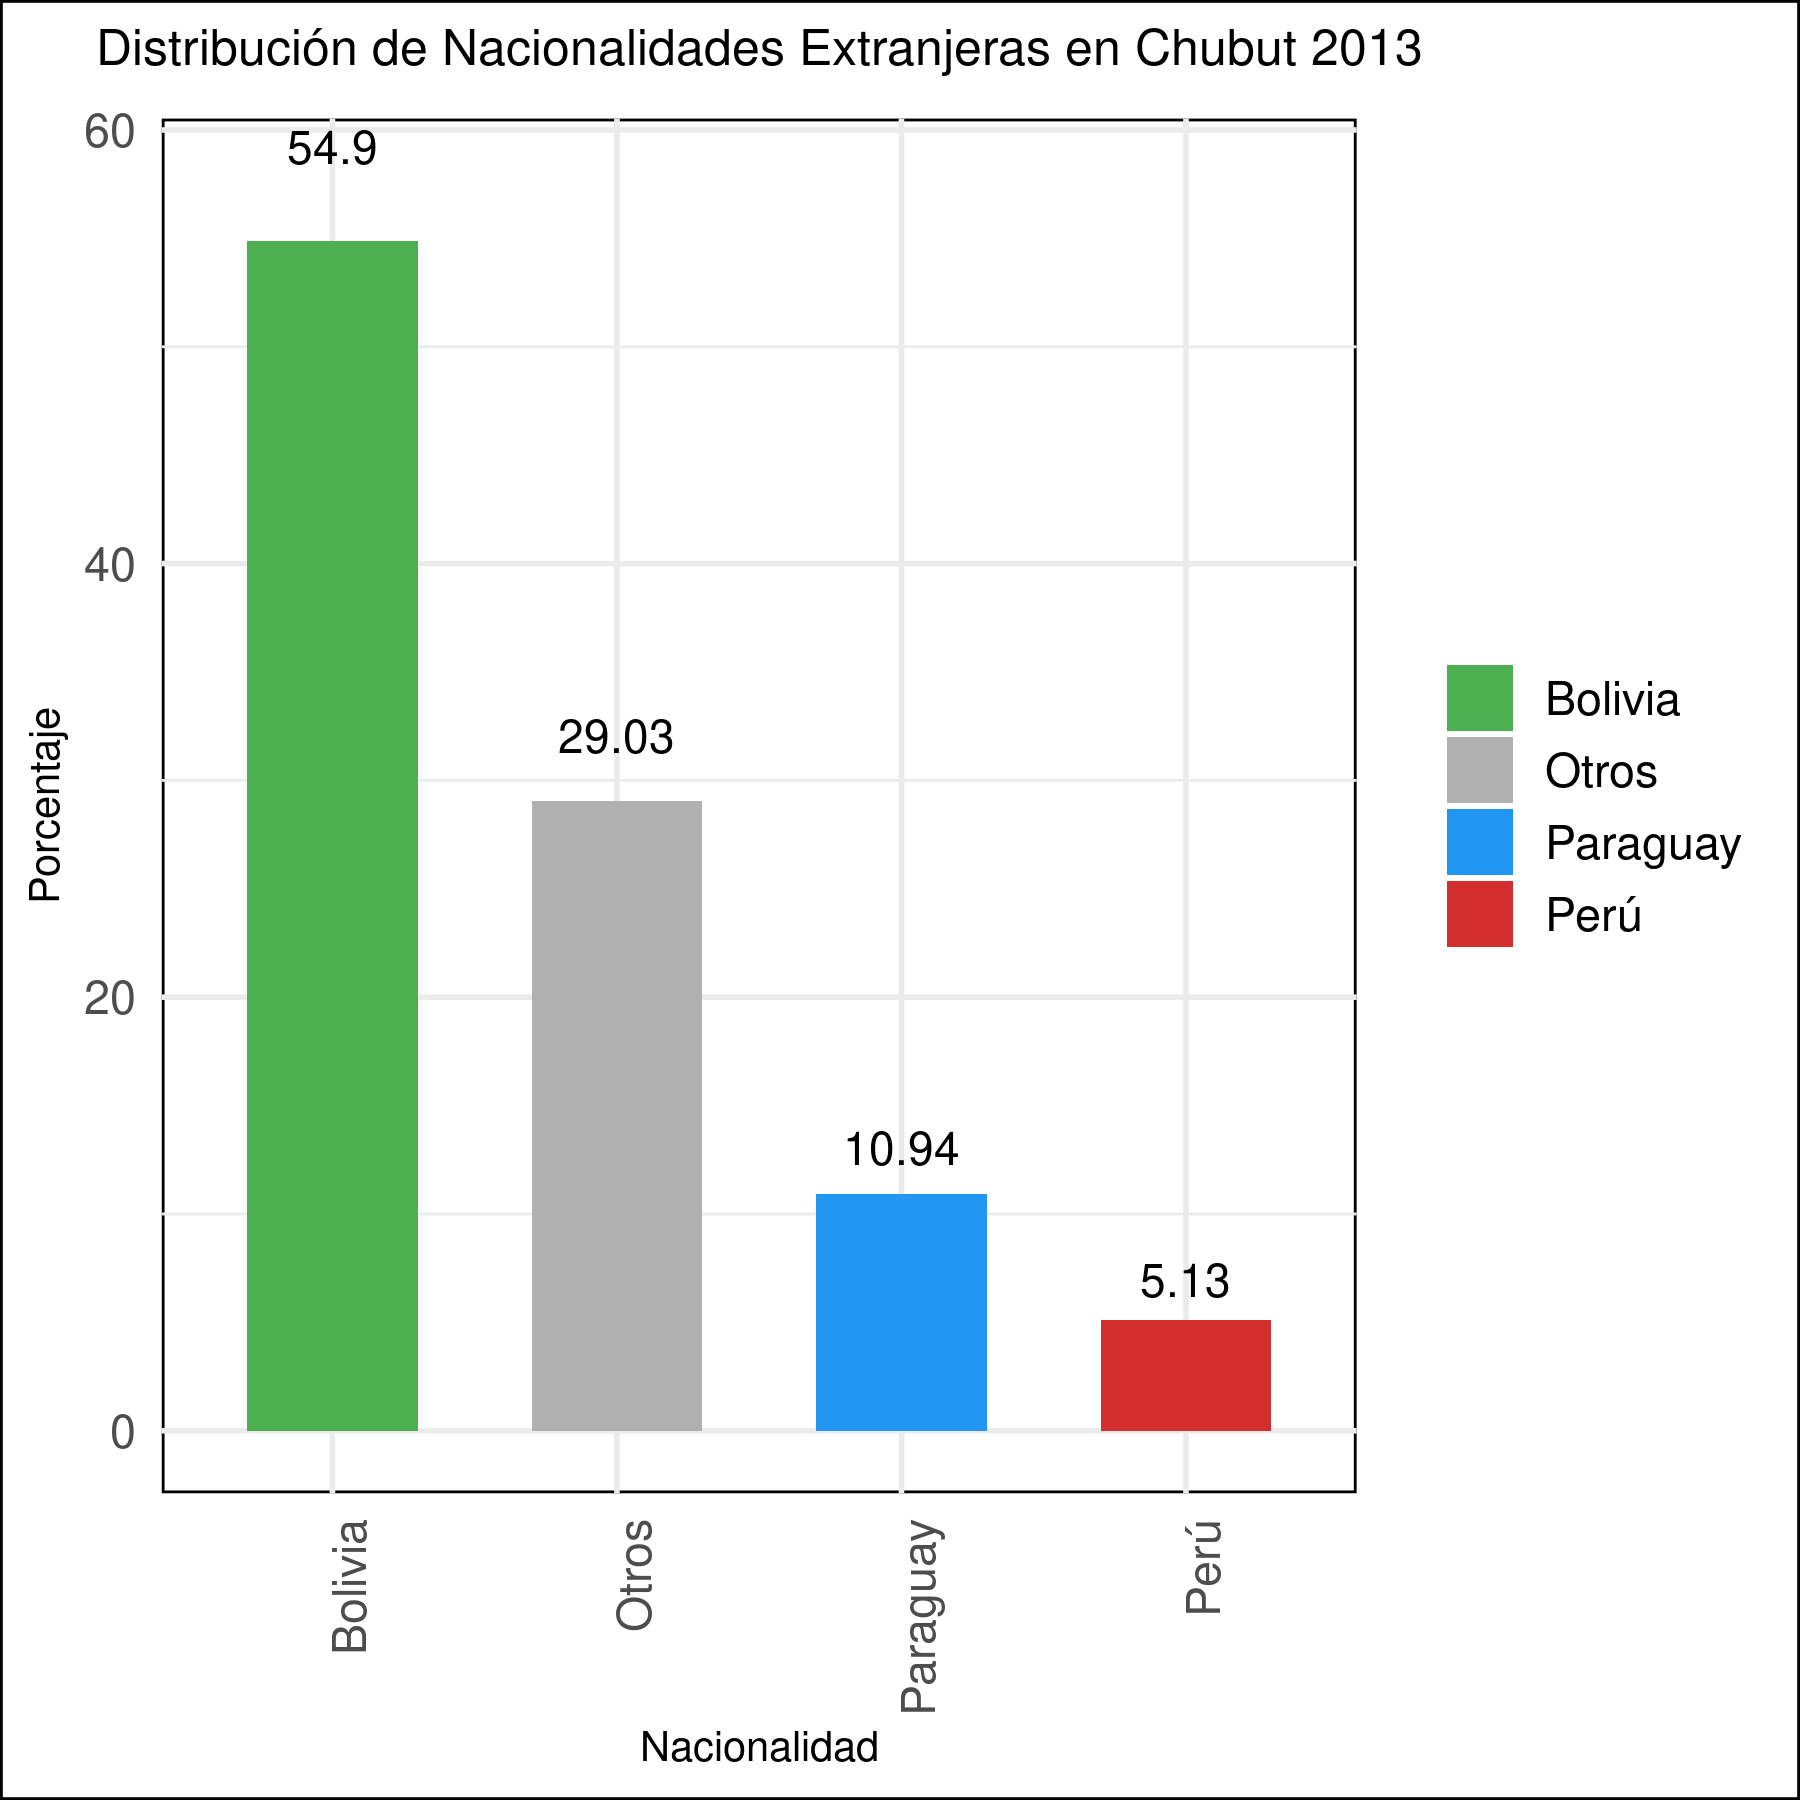 Distribución de Nacionalidades Extranjeras en Chubut 2013
60
40
20
0
Porcentaje
54.9
29.03
10.94
5.13
Bolivia
Otros
Paraguay
Perú
Nacionalidad
Bolivia
Otros
Paraguay
Perú